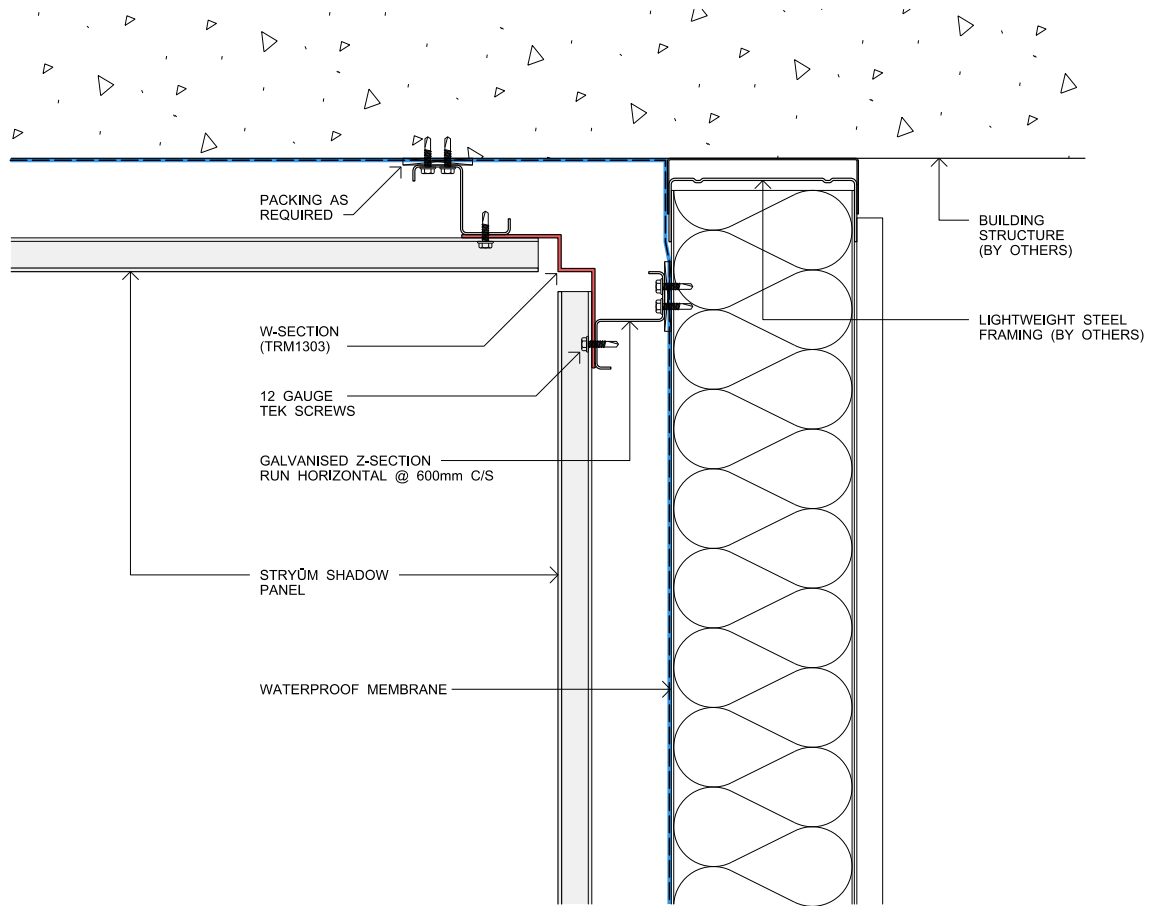 PACKING AS
REQUIRED
BUILDING
STRUCTURE
(BY OTHERS)
W-SECTION
(TRM1303)
LIGHTWEIGHT STEEL
FRAMING (BY OTHERS)
12 GAUGE
TEK SCREWS
GALVANISED Z-SECTION
RUN HORIZONTAL @ 600mm C/S
STRYŪM SHADOW
PANEL
WATERPROOF MEMBRANE